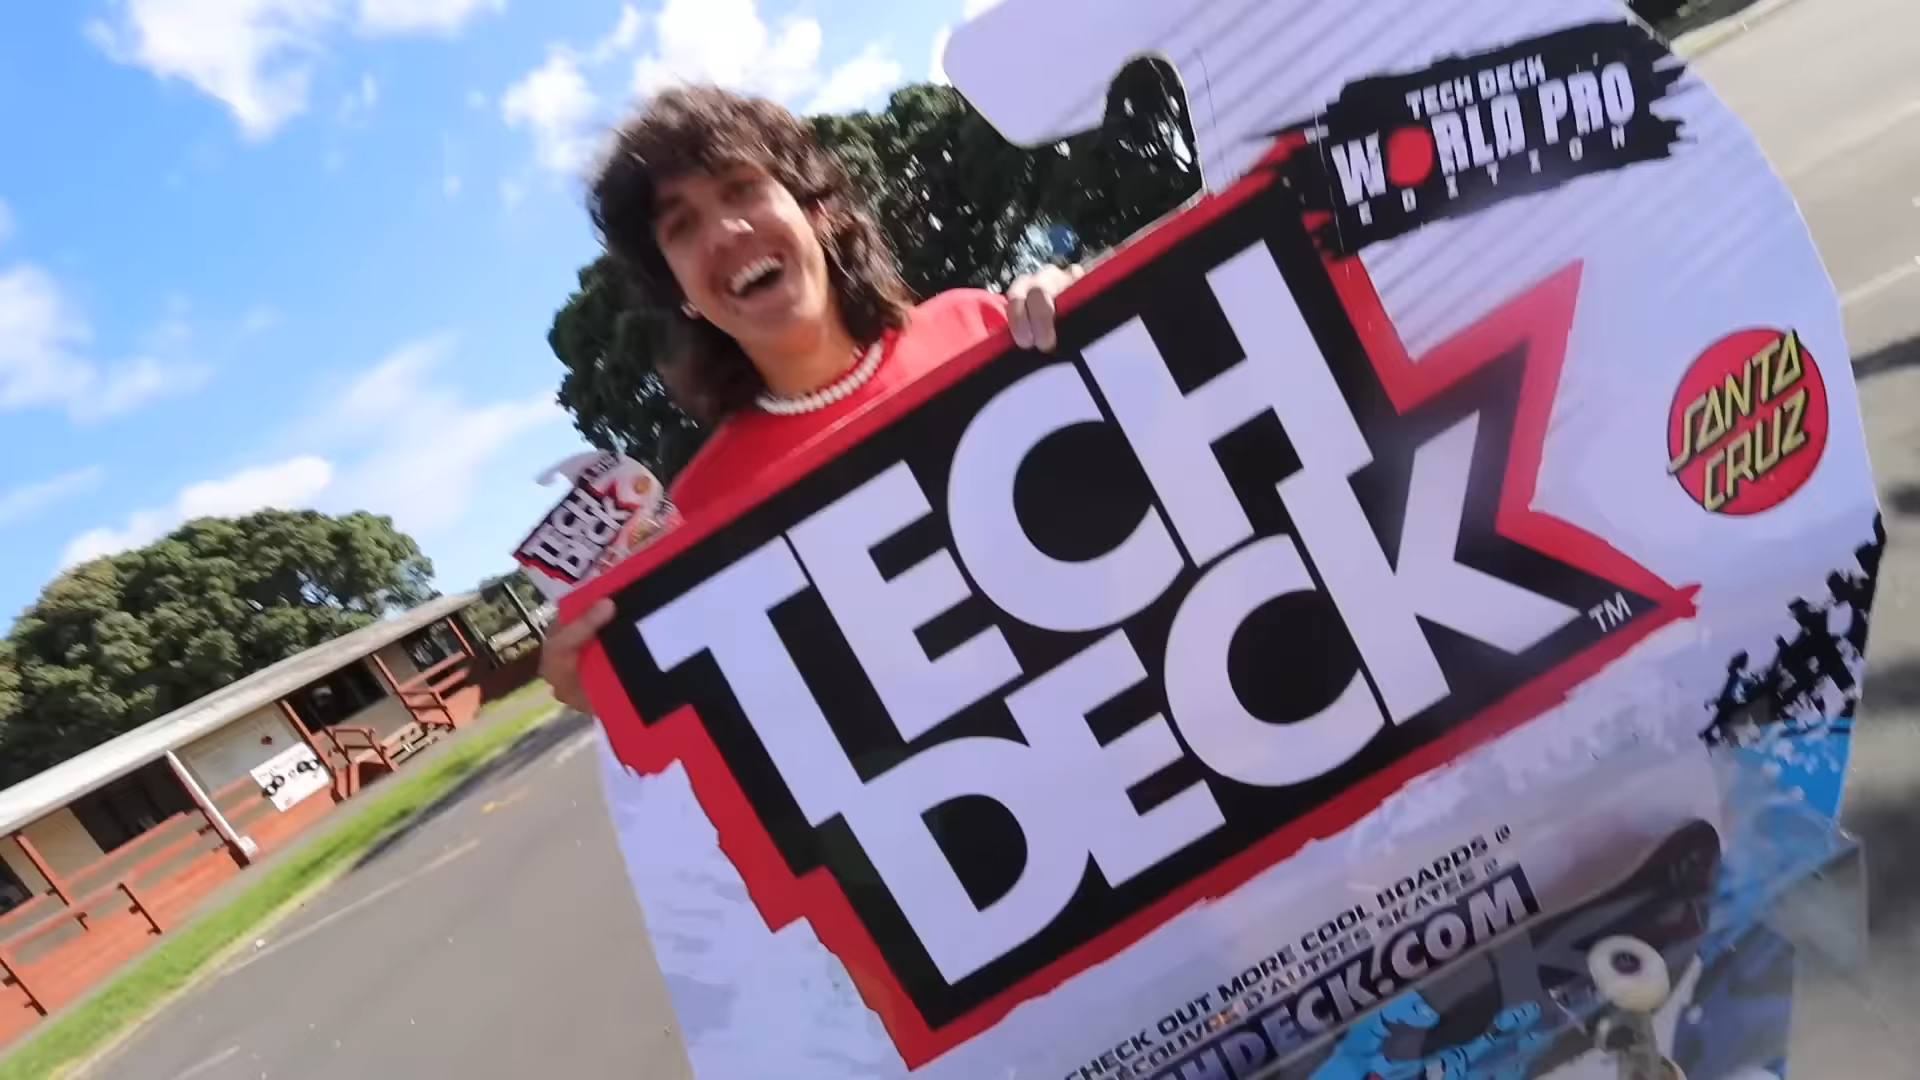 TECH DECK
WORLD PRO
EDITION
TECH
DECK
TM
SANTA
CRUZ
TECH
DECK
CHECK OUT MORE COOL BOARDS @
DÉCOUVRE D'AUTRES SKATES @
HDECK.COM